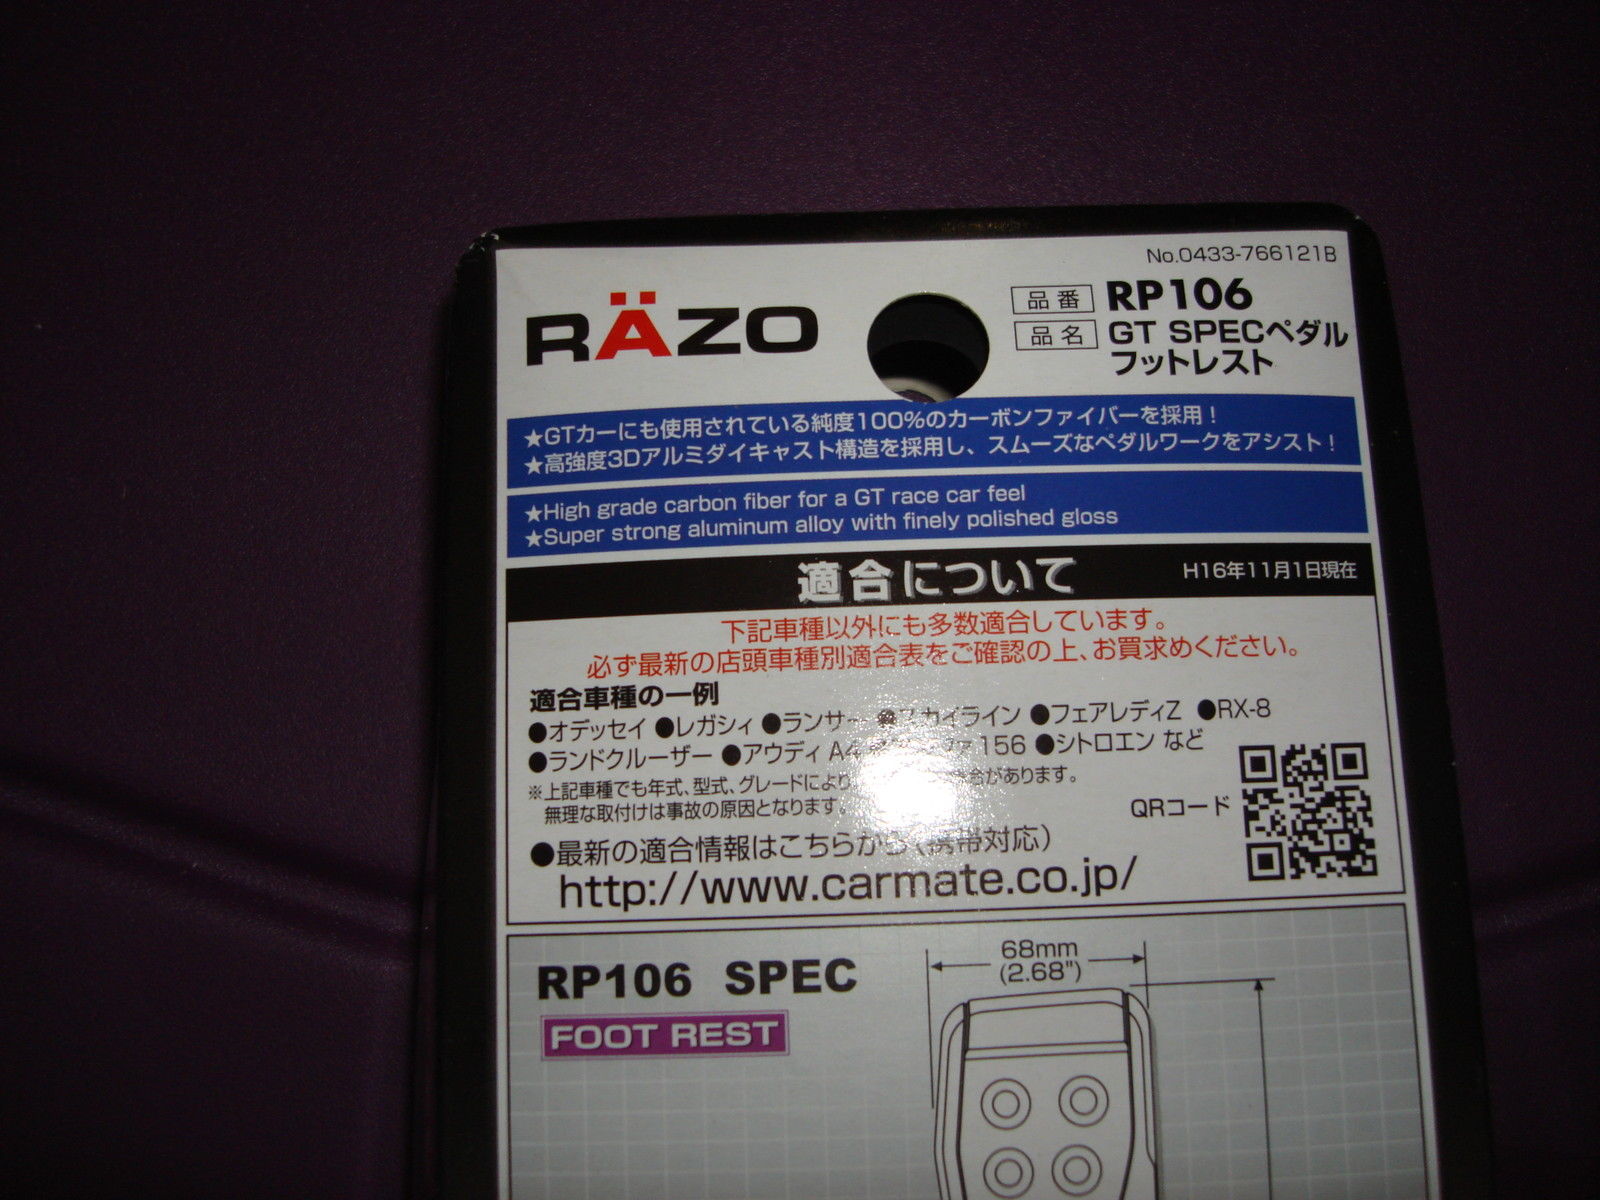 No.0433-766121B
RÄZO
品番 RP106
品名 GT SPECペダル
フットレスト
★GTカーにも使用されている純度100%のカーボンファイバーを採用！
★高強度3Dアルミダイキャスト構造を採用し、スムーズなペダルワークをアシスト！
★High grade carbon fiber for a GT race car feel
★Super strong aluminum alloy with finely polished gloss
適合について
H16年11月1日現在
下記車種以外にも多数適合しています。
必ず最新の店頭車種別適合表をご確認の上、お買求めください。
適合車種の一例
●オデッセイ ●レガシィ ●ランサー ●スカイライン ●フェアレディZ ●RX-8
●ランドクルーザー ●アウディ A4 156 ●シトロエン など
※上記車種でも年式、型式、グレードにより があります。
無理な取付けは事故の原因となります。
QRコード
●最新の適合情報はこちらから（携帯対応）
http://www.carmate.co.jp/
RP106 SPEC
FOOT REST
68mm
(2.68")